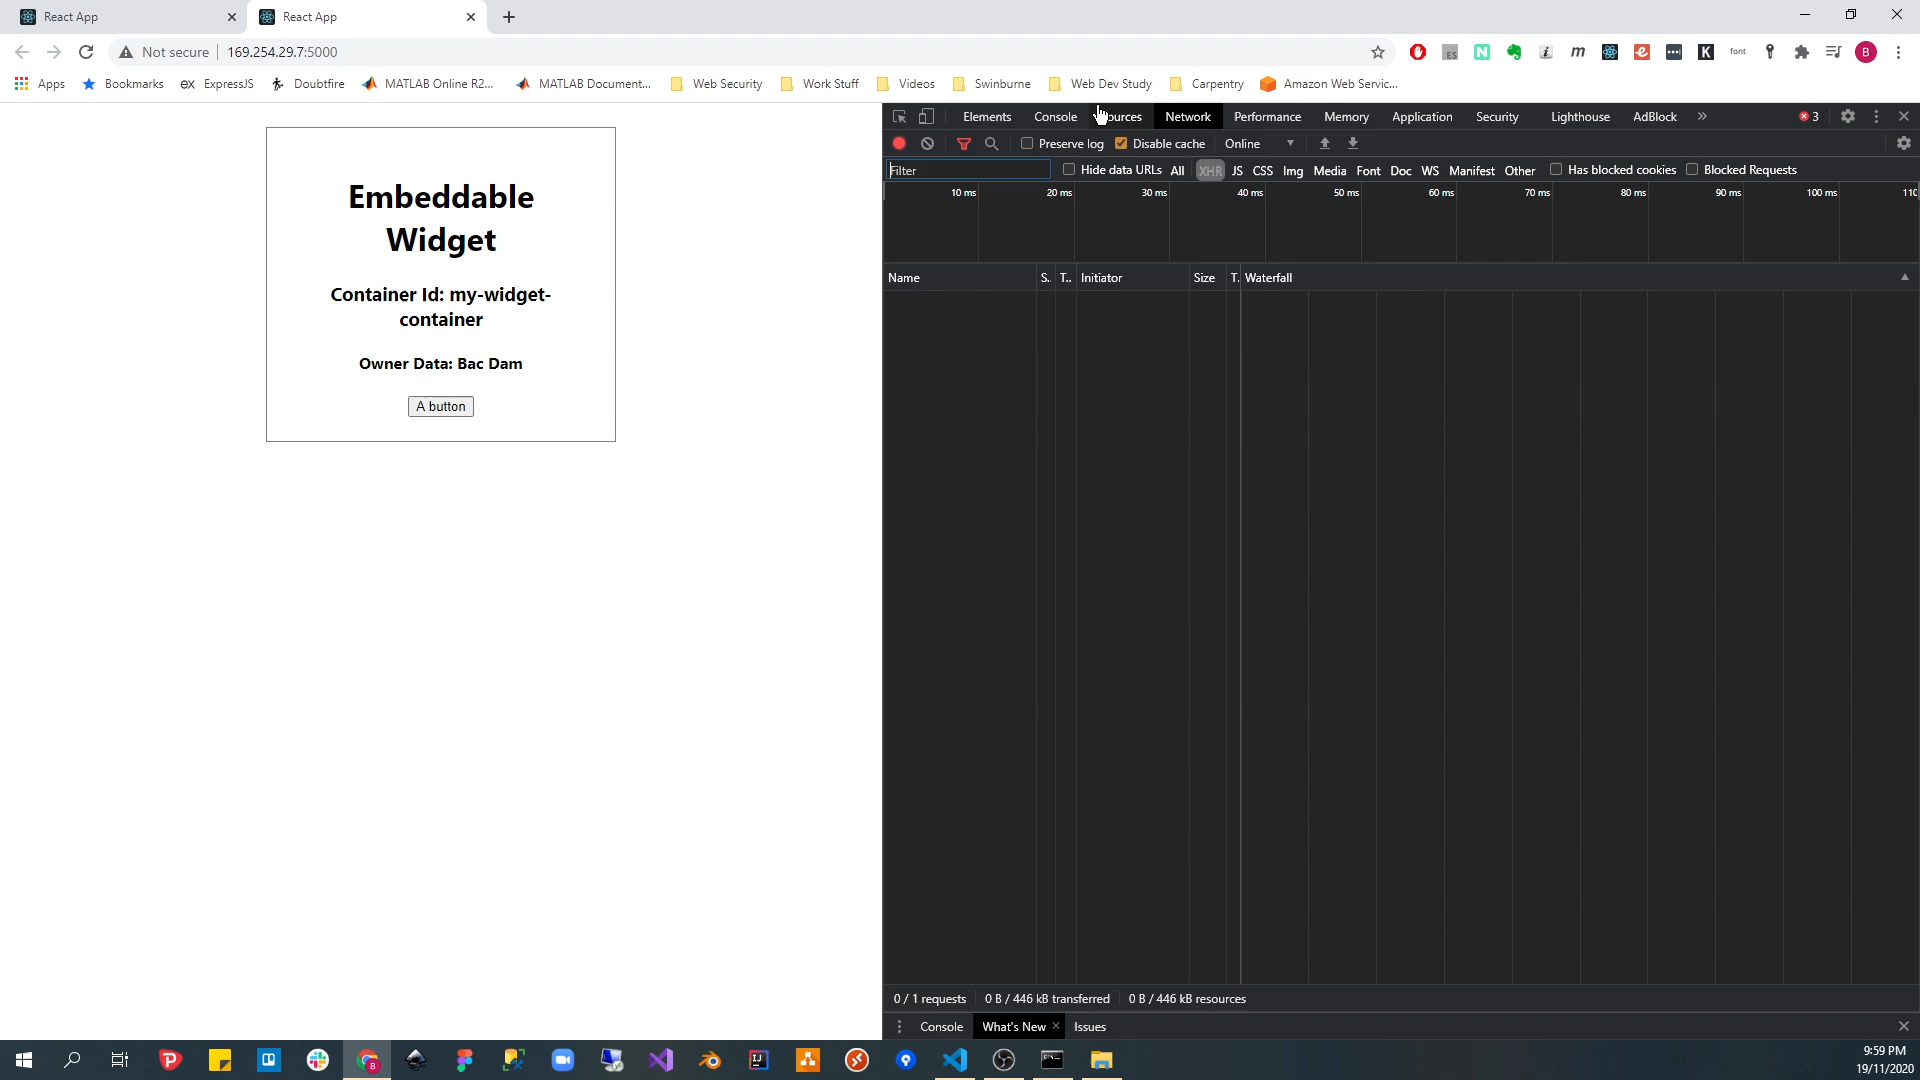 React App
React App
Not secure
169.254.29.7:5000
ES
font
B
Apps
Bookmarks
ex ExpressJS
Doubtfire
MATLAB Online R2...
MATLAB Document...
Web Security
Work Stuff
Videos
Swinburne
Web Dev Study
Carpentry
Amazon Web Servic...
Embeddable
Widget
Container Id: my-widget-
container
Owner Data: Bac Dam
A button
Elements
Console
ources
Network
Performance
Memory
Application
Security
Lighthouse
AdBlock
3
Preserve log
Disable cache
Online
Filter
Hide data URLs
All
XHR
JS
CSS
Img
Media
Font
Doc
WS
Manifest
Other
Has blocked cookies
Blocked Requests
10 ms
20 ms
30 ms
40 ms
50 ms
60 ms
70 ms
80 ms
90 ms
100 ms
110
Name
S..
T..
Initiator
Size
T.
Waterfall
0 / 1 requests
0 B / 446 kB transferred
0 B / 446 kB resources
Console
What's New
Issues
9:59 PM
19/11/2020